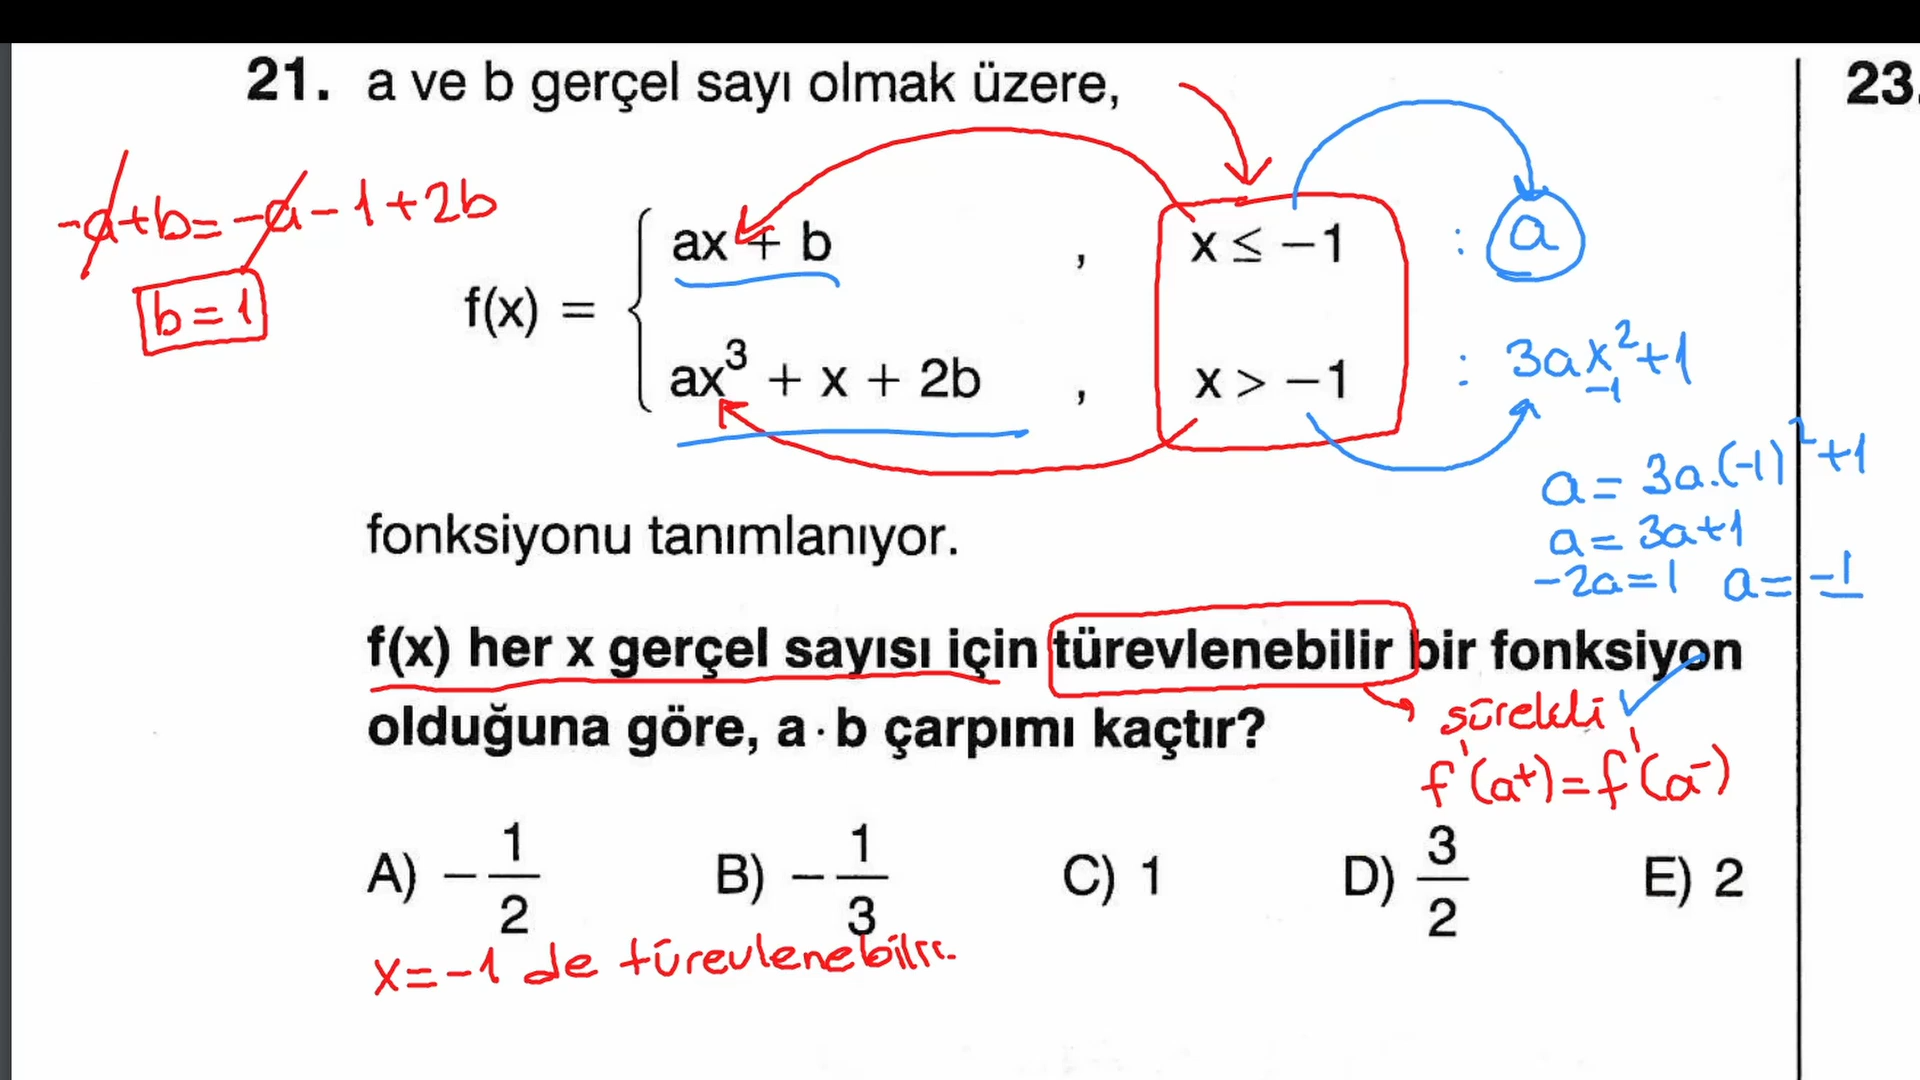 21. a ve b gerçel sayı olmak üzere,
23.
-a+b=-a-1+2b
b=1
f(x) =
ax + b , x ≤ -1 : a
ax³ + x + 2b , x > -1 : 3ax²+1
-1
a=3a.(-1)²+1
a=3a+1
-2a=1 a=-1
fonksiyonu tanımlanıyor.
f(x) her x gerçel sayısı için türevlenebilir bir fonksiyon
olduğuna göre, a · b çarpımı kaçtır?
sürekli
f'(a⁺)=f'(a⁻)
A) -1/2 B) -1/3 C) 1 D) 3/2 E) 2
x=-1 de türevlenebilir.